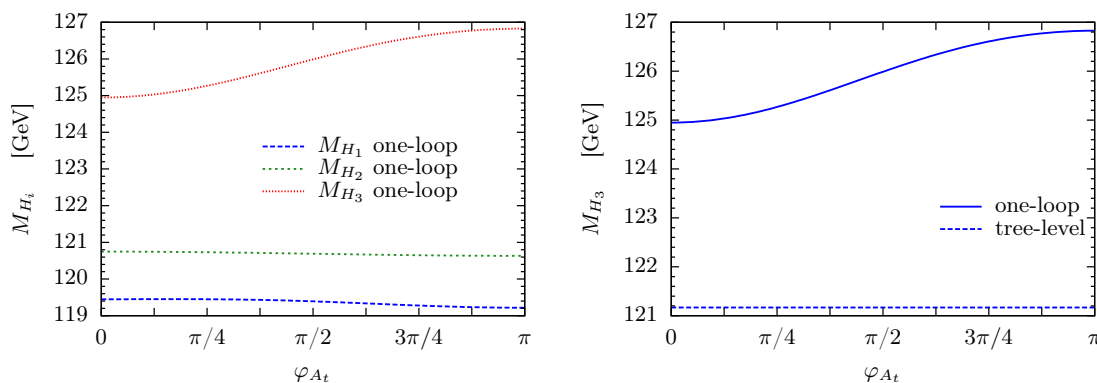 127
126
125
124
123
122
121
120
119
M_{H_i} [GeV]
M_{H_1} one-loop
M_{H_2} one-loop
M_{H_3} one-loop
0 π/4 π/2 3π/4 π
φ_{A_t}
127
126
125
124
123
122
121
M_{H_3} [GeV]
one-loop
tree-level
0 π/4 π/2 3π/4 π
φ_{A_t}